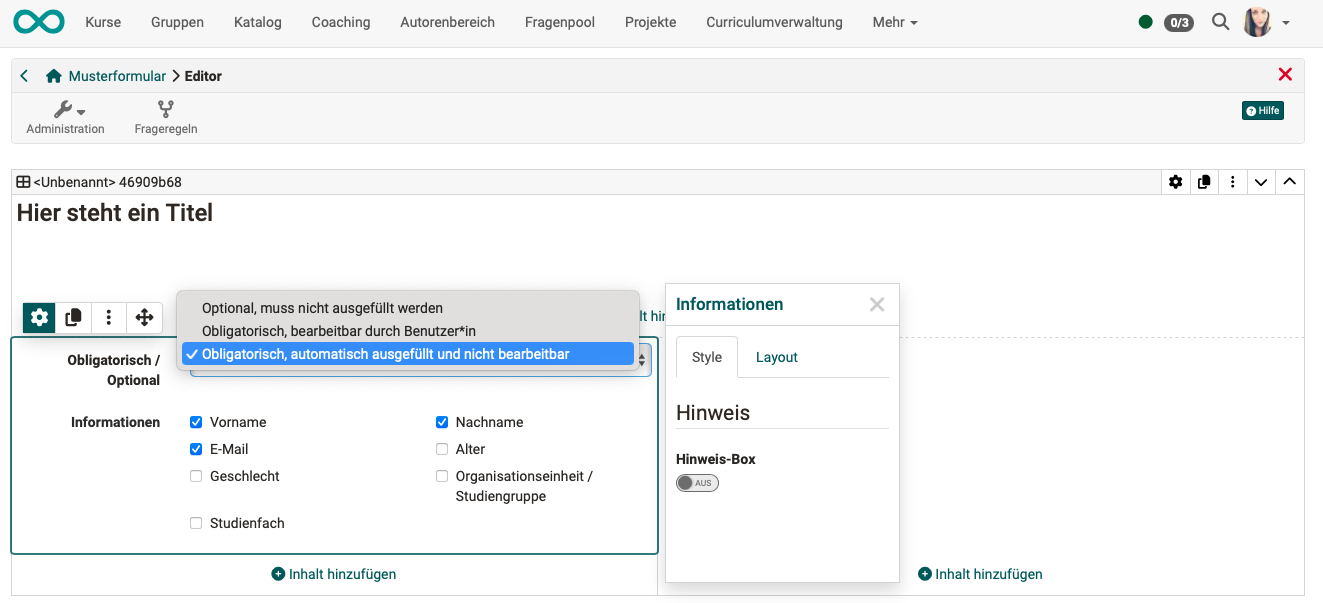 Kurse Gruppen Katalog Coaching Autorenbereich Fragenpool Projekte Curriculumverwaltung Mehr 0/3
Musterformular Editor
Administration Frageregeln Hilfe
<Unbenannt> 46909b68
Hier steht ein Titel
Optional, muss nicht ausgefüllt werden
Obligatorisch, bearbeitbar durch Benutzer*in
Obligatorisch, automatisch ausgefüllt und nicht bearbeitbar
Obligatorisch /
Optional
Informationen
Vorname Nachname
E-Mail Alter
Geschlecht Organisationseinheit /
Studiengruppe
Studienfach
Inhalt hinzufügen
Informationen
Style Layout
Hinweis
Hinweis-Box
AUS
Inhalt hinzufügen